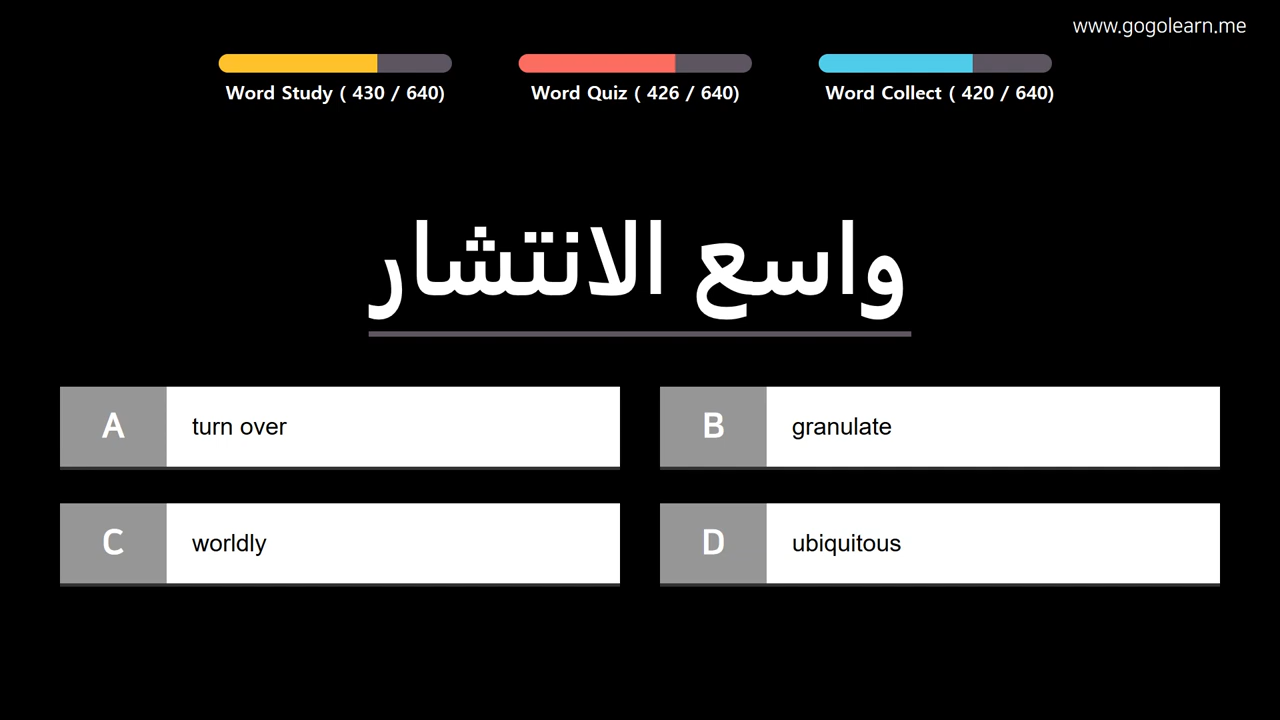 www.gogolearn.me
Word Study ( 430 / 640)
Word Quiz ( 426 / 640)
Word Collect ( 420 / 640)
واسع الانتشار
A turn over
B granulate
C worldly
D ubiquitous